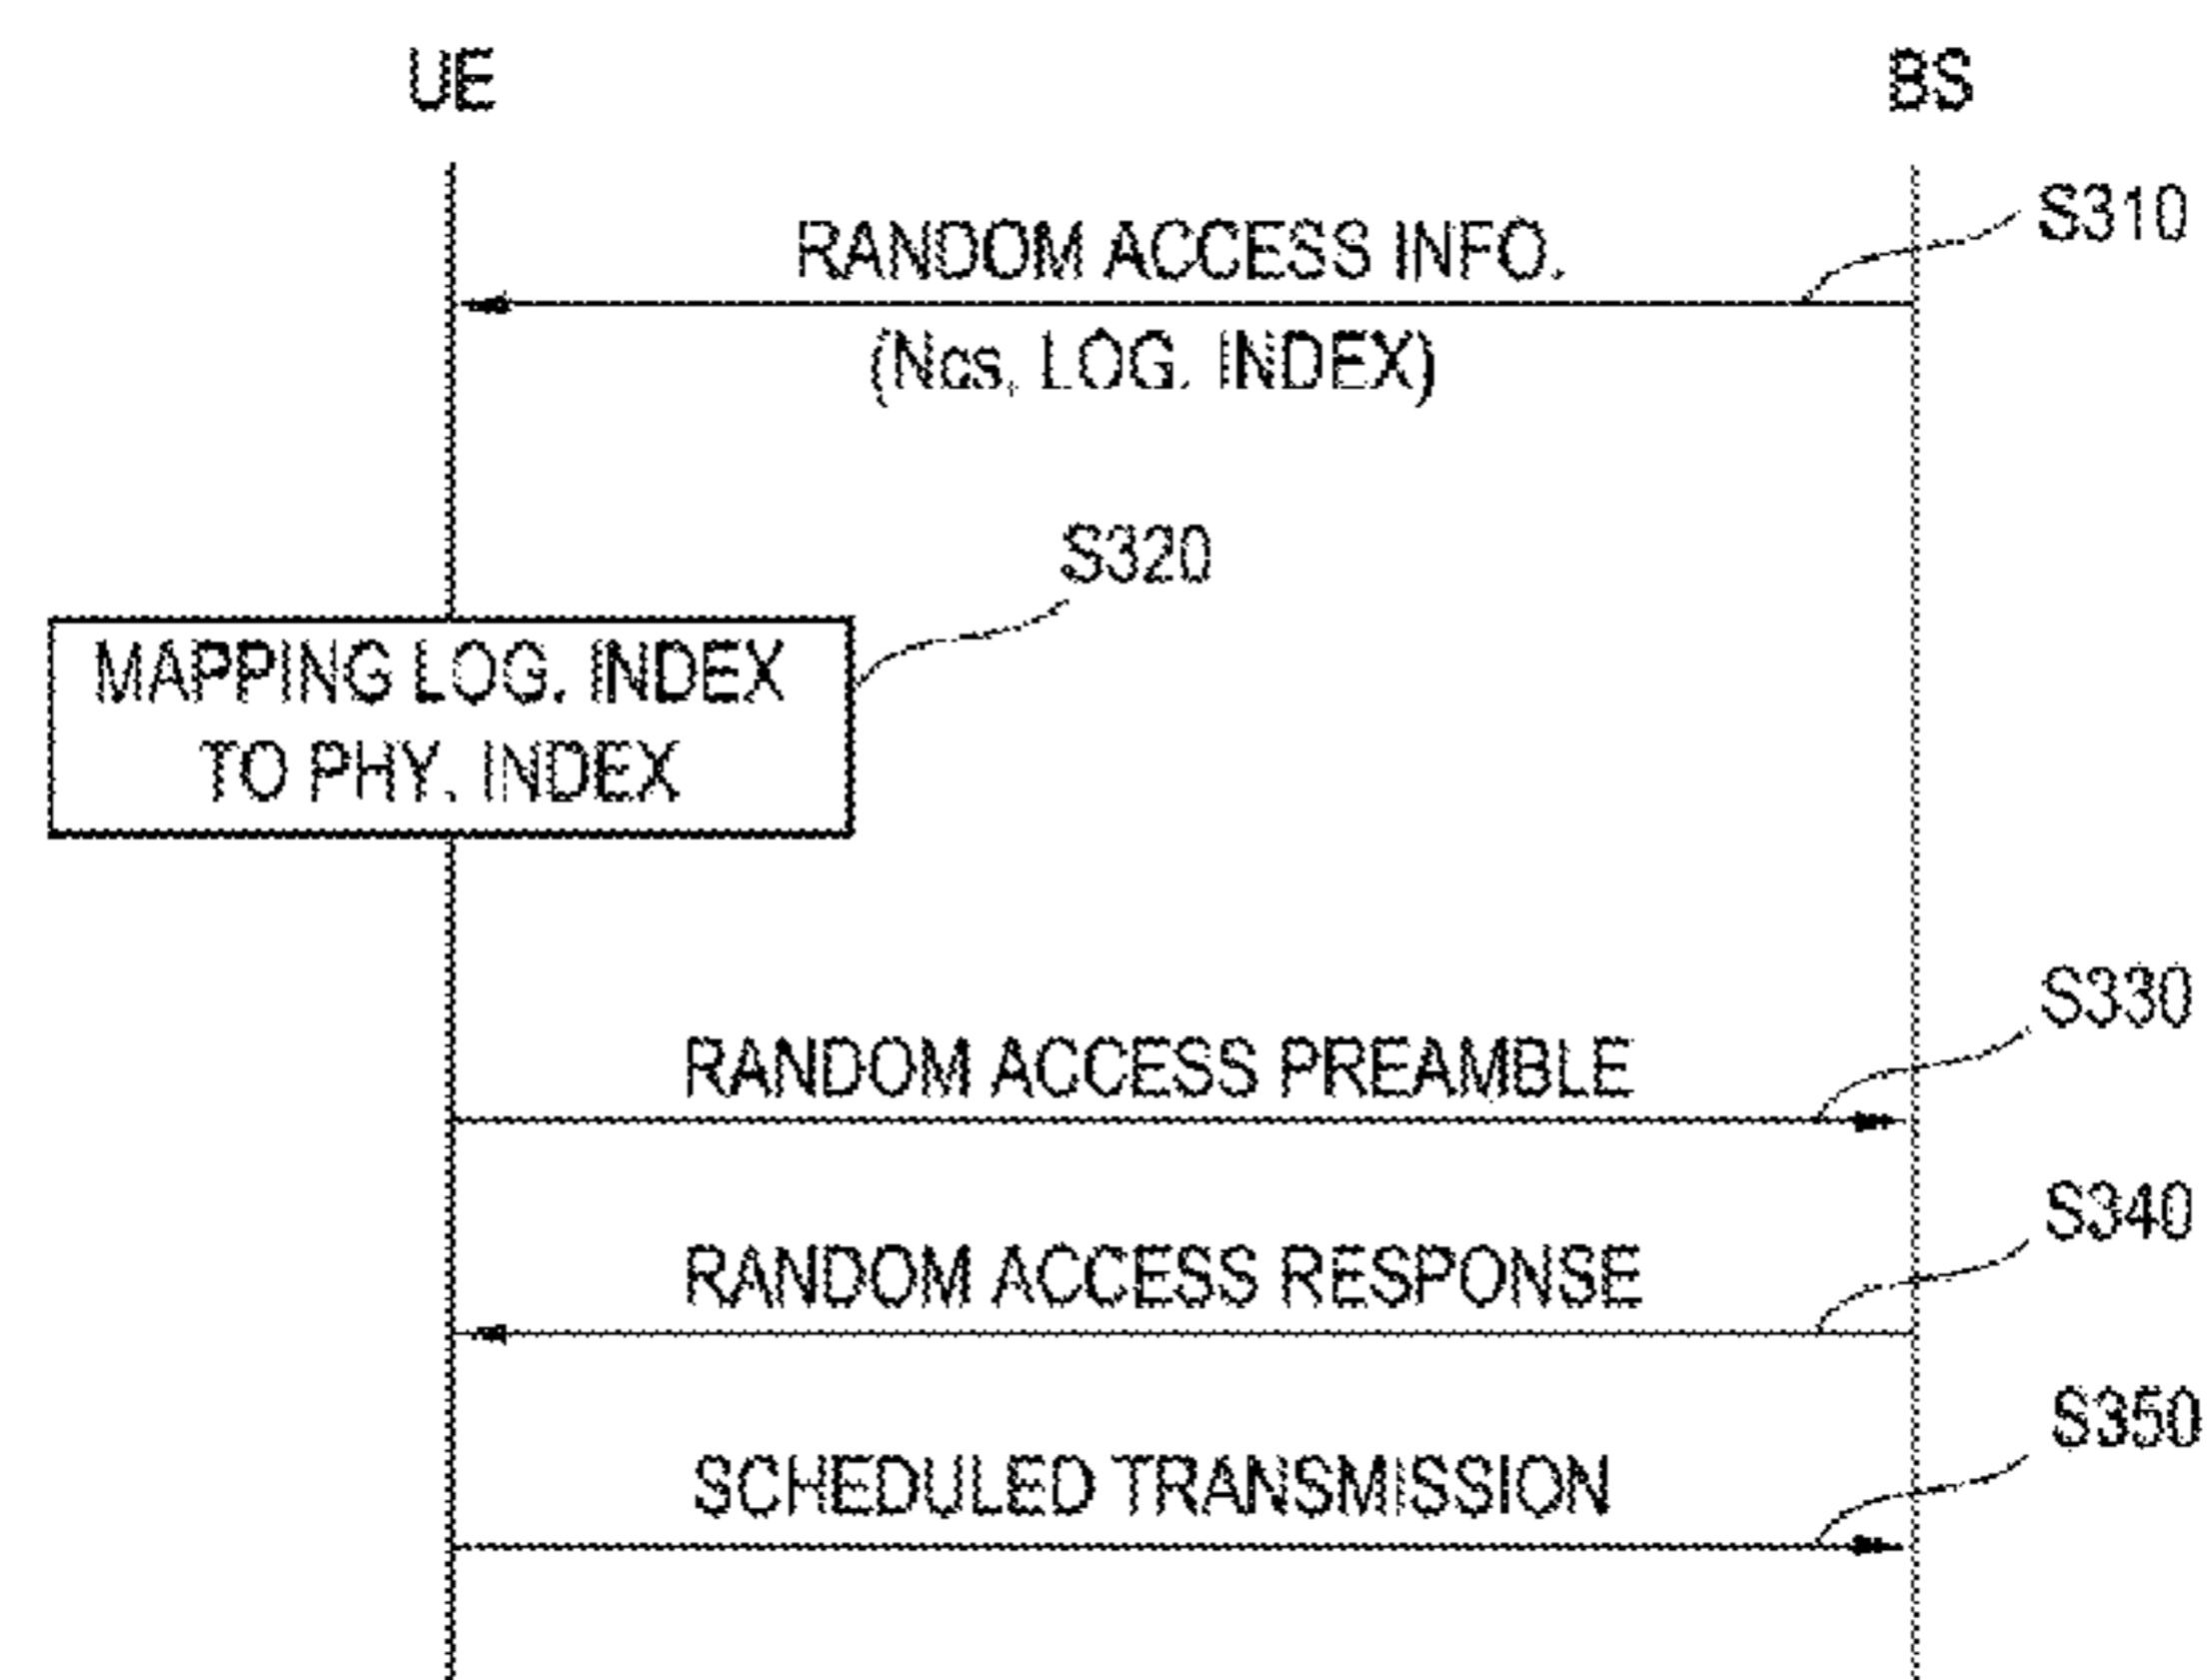 UE
BS
S310
RANDOM ACCESS INFO.
(Ncs, LOG. INDEX)
S320
MAPPING LOG. INDEX
TO PHY. INDEX
S330
RANDOM ACCESS PREAMBLE
S340
RANDOM ACCESS RESPONSE
S350
SCHEDULED TRANSMISSION